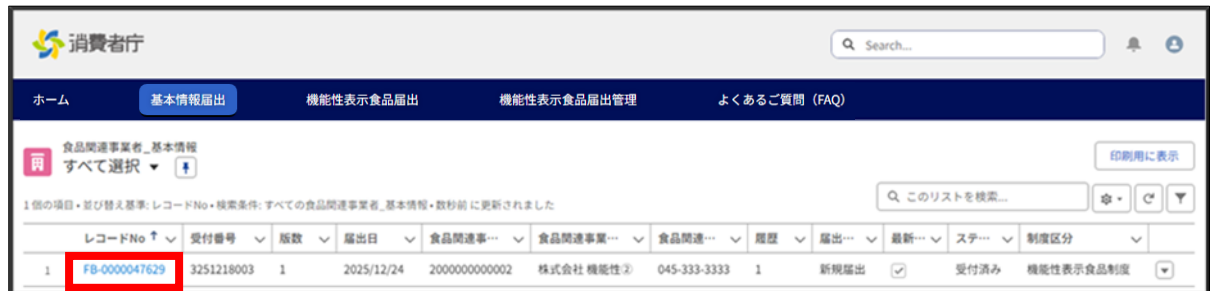 消費者庁
Search...
ホーム 基本情報届出 機能性表示食品届出 機能性表示食品届出管理 よくあるご質問（FAQ）
食品関連事業者_基本情報
すべて選択
印刷用に表示
1 個の項目 • 並び替え基準: レコードNo • 検索条件: すべての食品関連事業者_基本情報 • 数秒前 に更新されました
このリストを検索...
レコードNo ↑ 受付番号 版数 届出日 食品関連事… 食品関連事業… 食品関連… 履歴 届出… 最新… ステ… 制度区分
1 FB-0000047629 3251218003 1 2025/12/24 2000000000002 株式会社 機能性② 045-333-3333 1 新規届出 受付済み 機能性表示食品制度